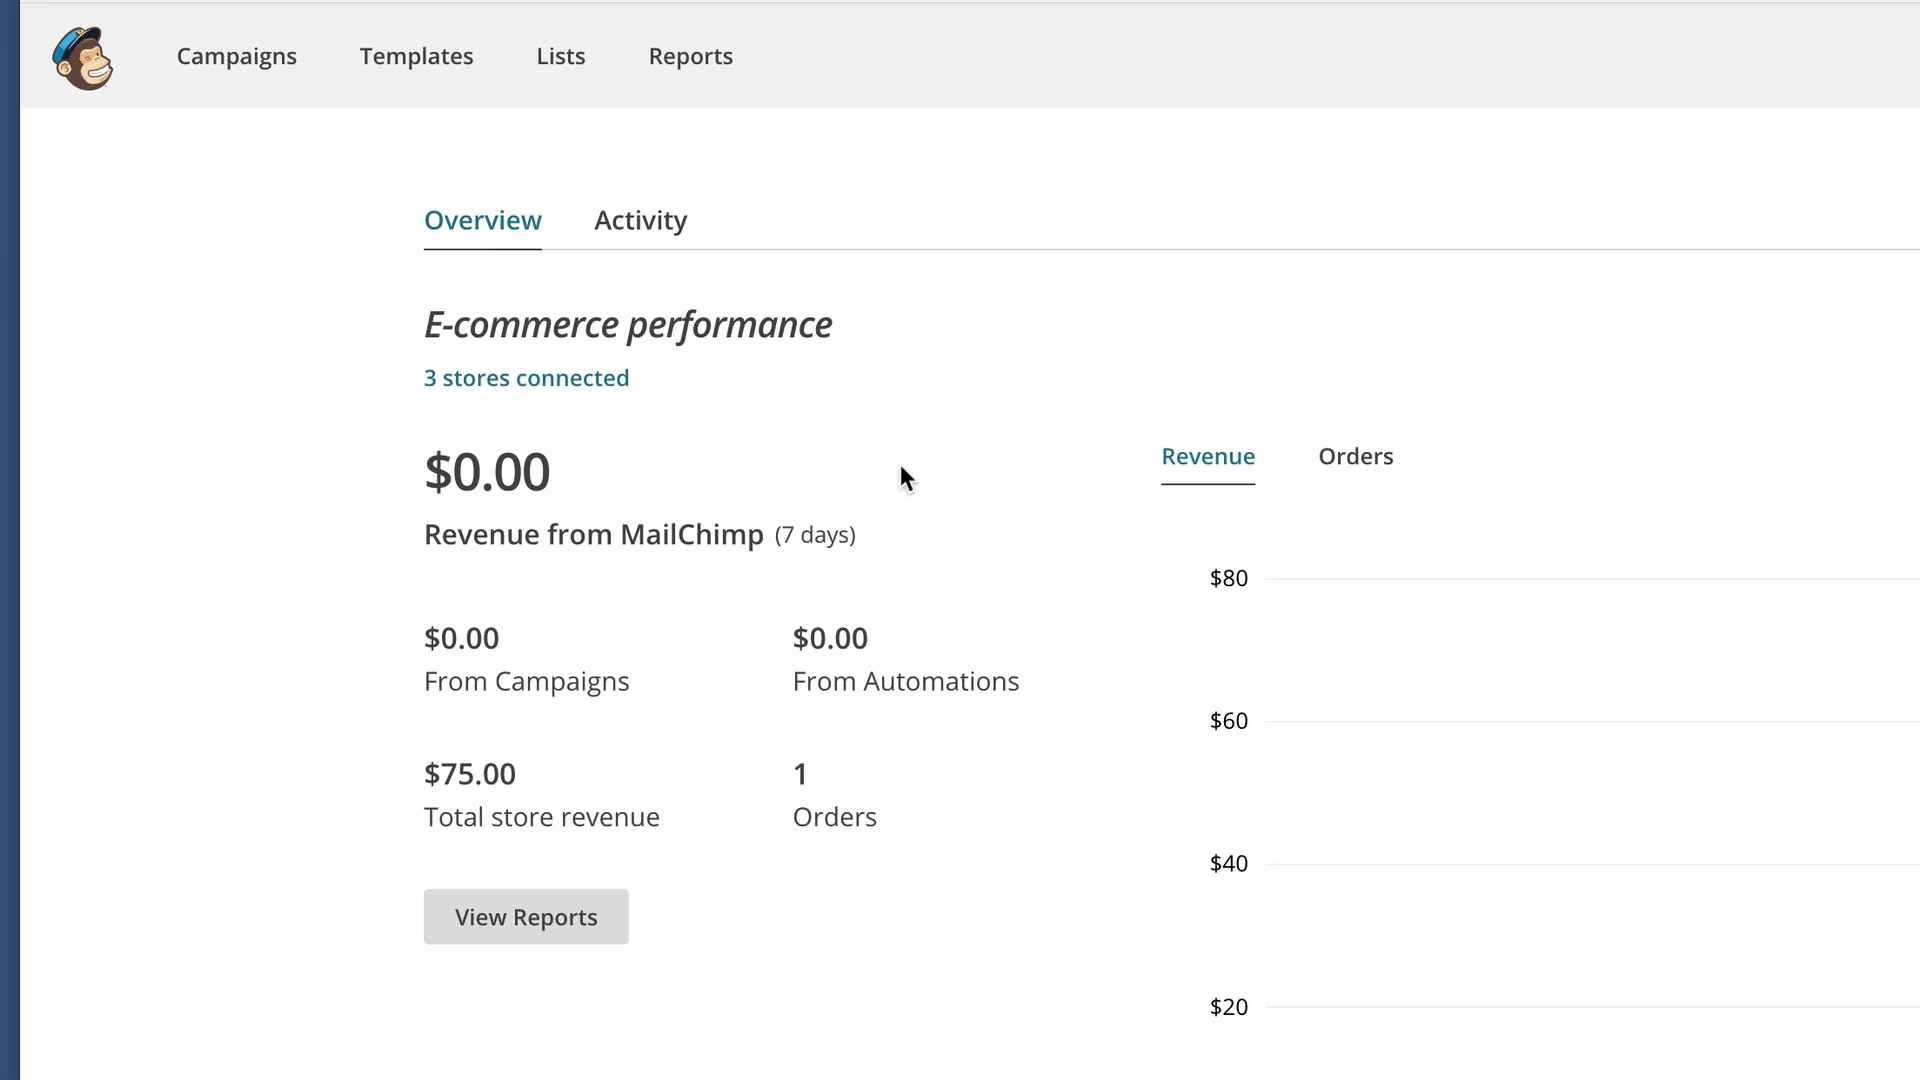 Campaigns Templates Lists Reports
Overview Activity
E-commerce performance
3 stores connected
$0.00
Revenue from MailChimp (7 days)
$0.00 $0.00
From Campaigns From Automations
$75.00 1
Total store revenue Orders
View Reports
Revenue Orders
$80
$60
$40
$20